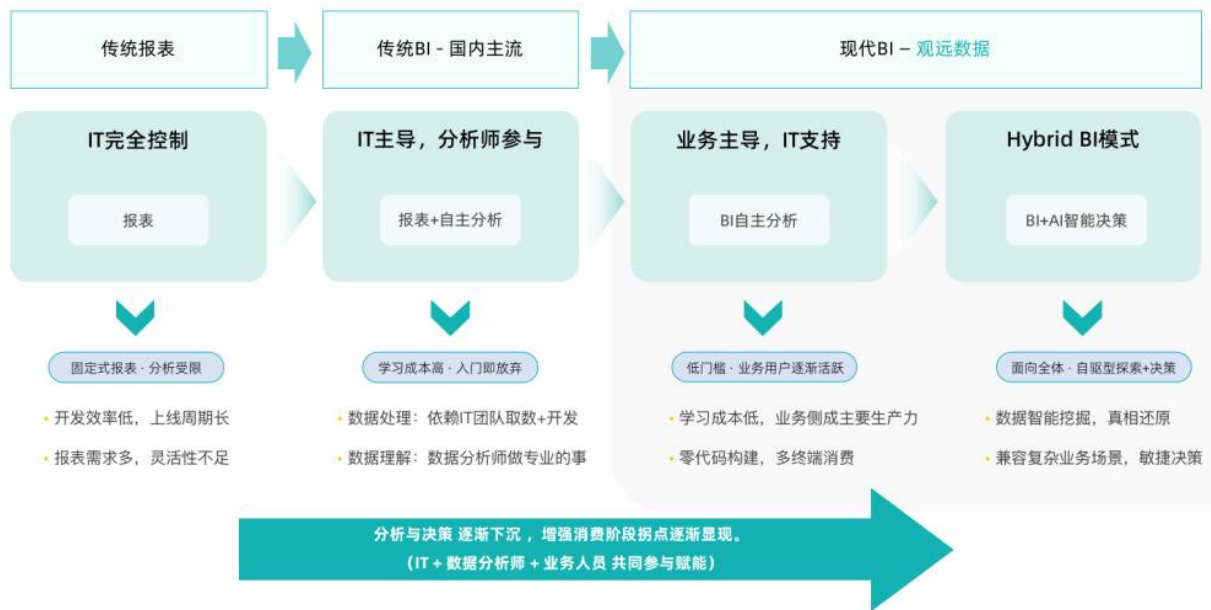 传统报表
传统BI - 国内主流
现代BI – 观远数据
IT完全控制
报表
IT主导，分析师参与
报表+自主分析
业务主导，IT支持
BI自主分析
Hybrid BI模式
BI+AI智能决策
固定式报表 · 分析受限
• 开发效率低，上线周期长
• 报表需求多，灵活性不足
学习成本高 · 入门即放弃
• 数据处理：依赖IT团队取数+开发
• 数据理解：数据分析师做专业的事
低门槛 · 业务用户逐渐活跃
• 学习成本低，业务侧成主要生产力
• 零代码构建，多终端消费
面向全体 · 自驱型探索+决策
• 数据智能挖掘，真相还原
• 兼容复杂业务场景，敏捷决策
分析与决策 逐渐下沉 ，增强消费阶段拐点逐渐显现。
（IT + 数据分析师 + 业务人员 共同参与赋能）